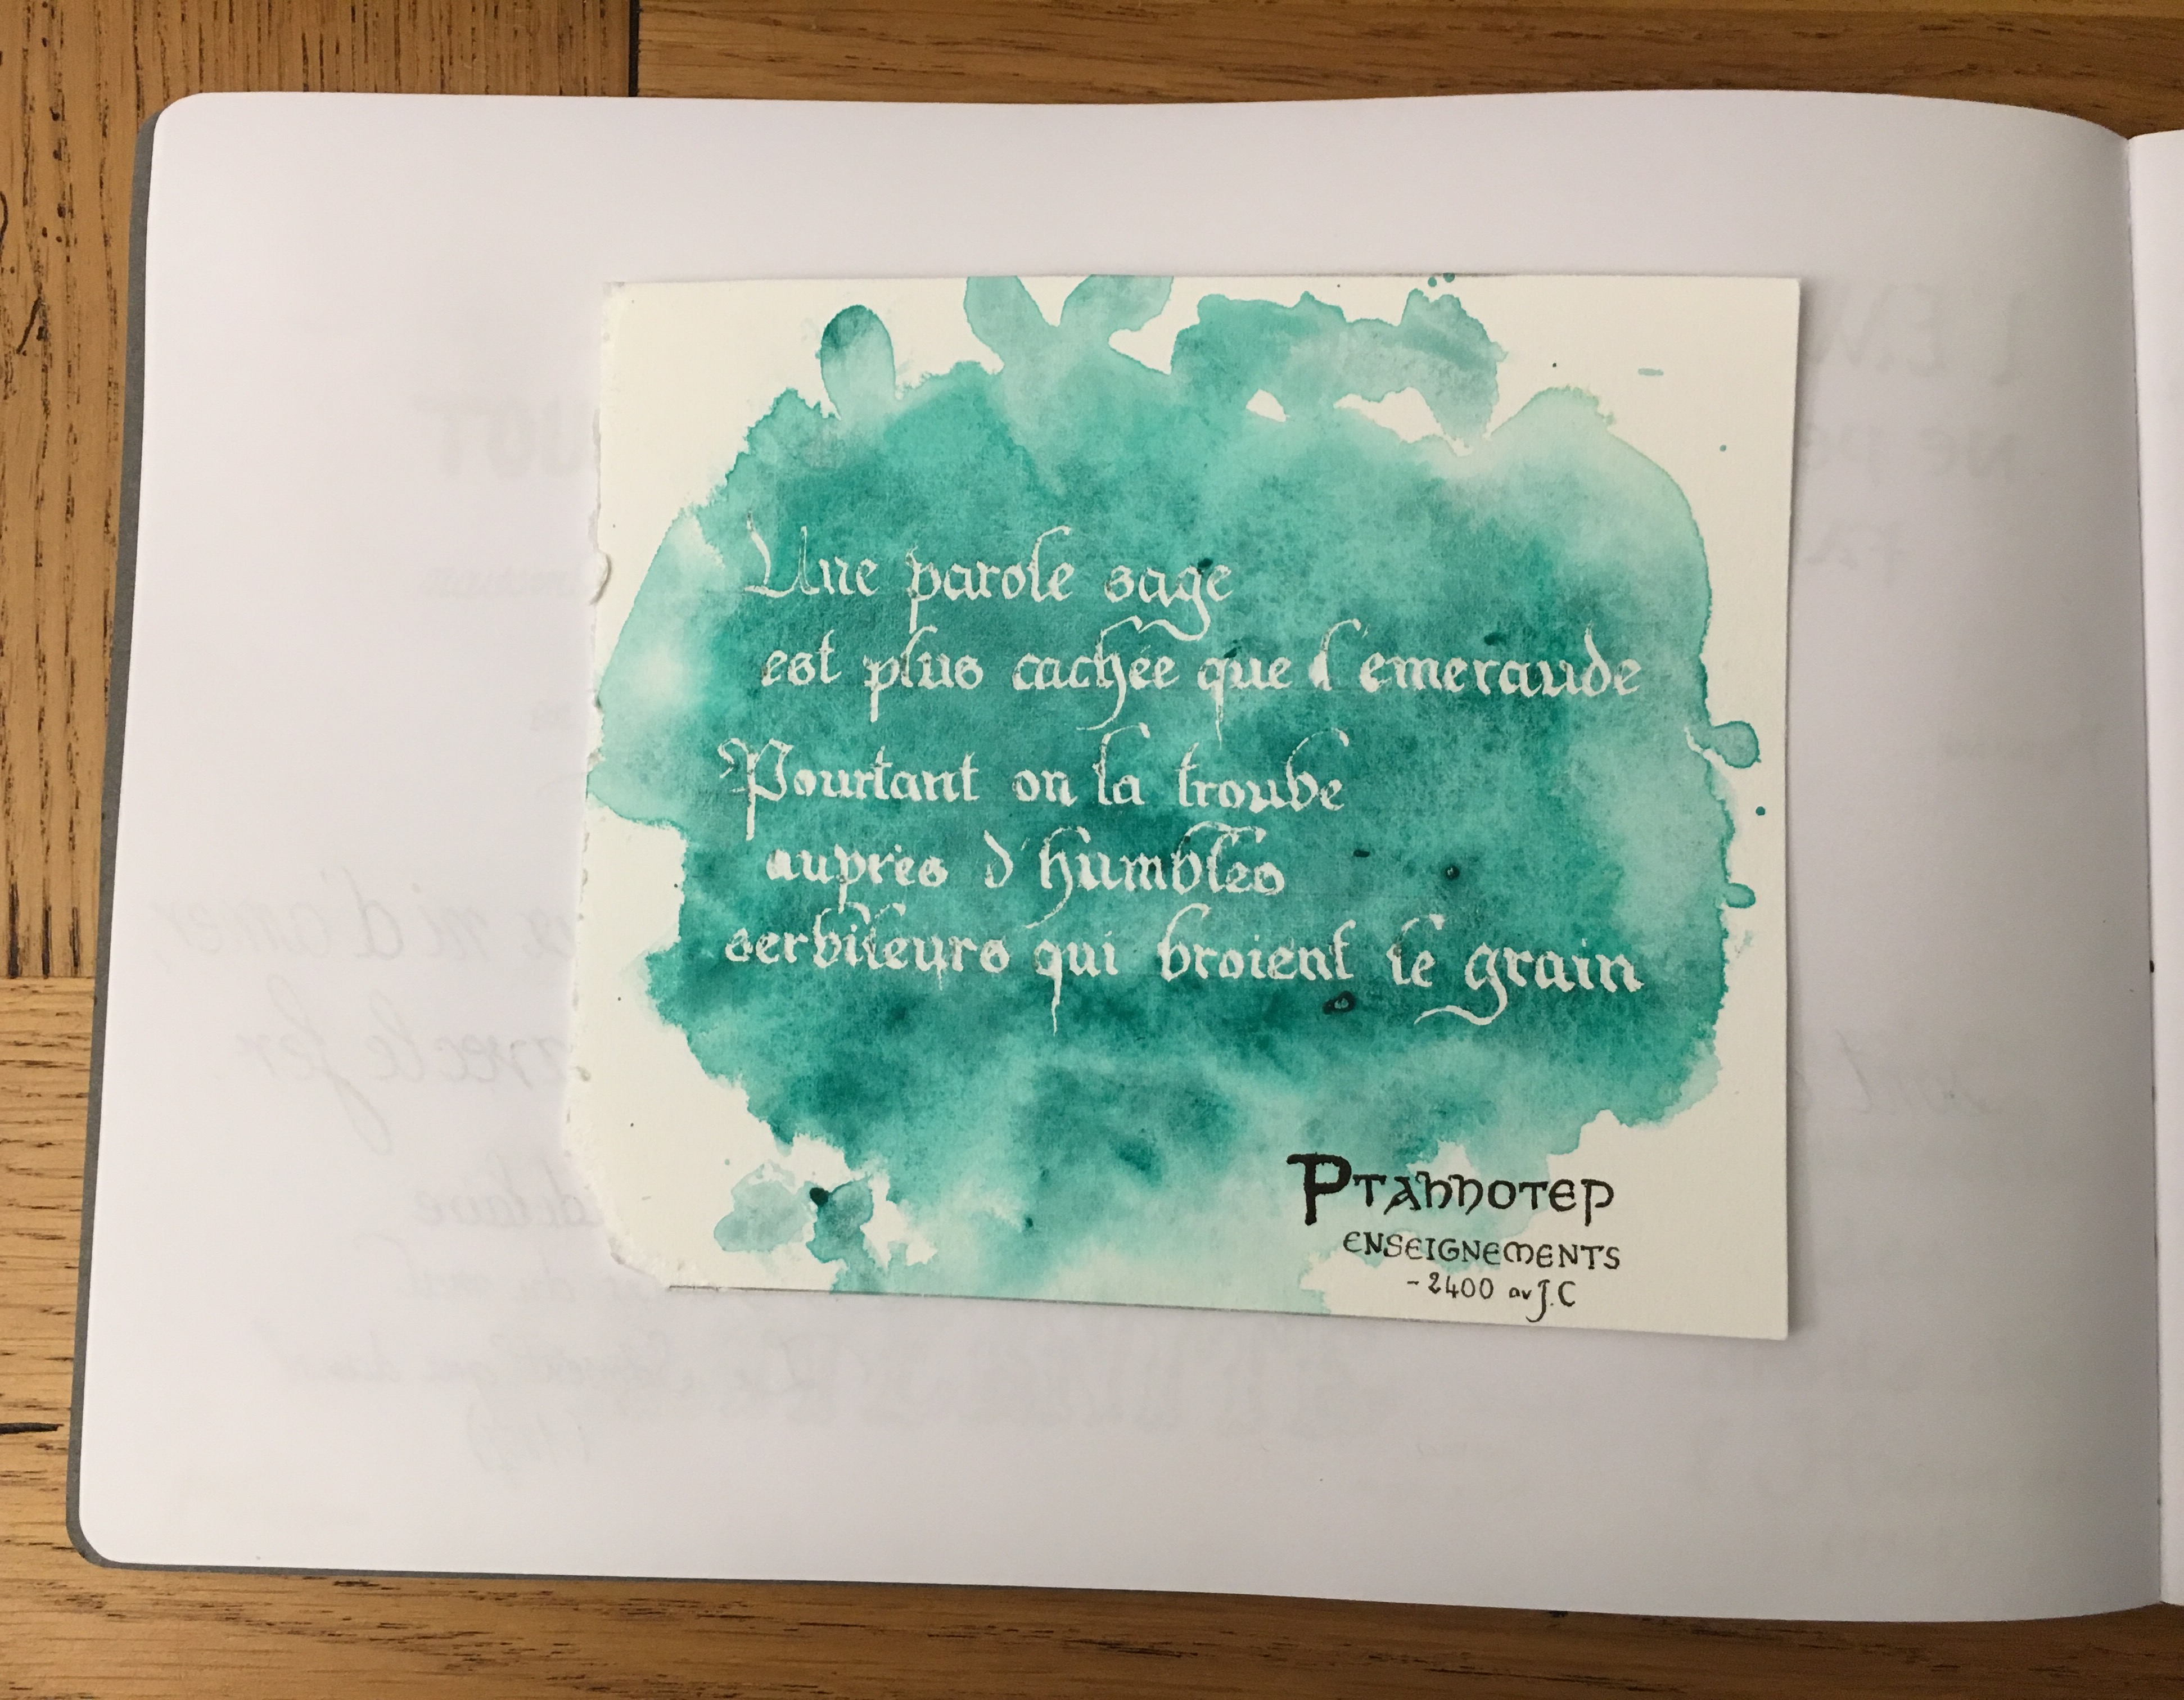 Une parole sage
est plus cachée que l'emeraude
Pourtant on la trouve
auprès d'humbles
serviteurs qui broient le grain
Ptahhotep
Enseignements
-2400 av J.C